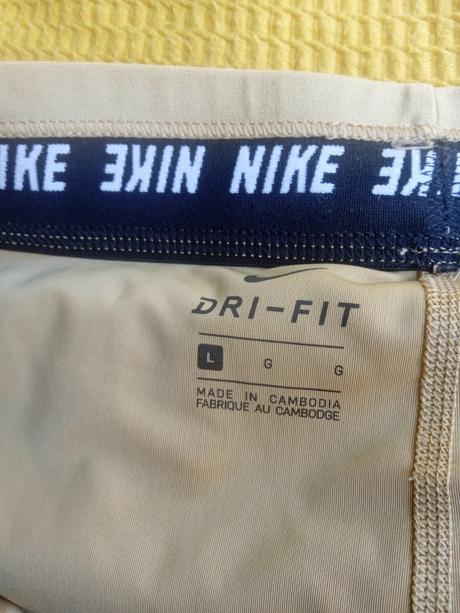 NIKE NIKE NIKE NIKE
DRI-FIT
L G G
MADE IN CAMBODIA
FABRIQUE AU CAMBODGE